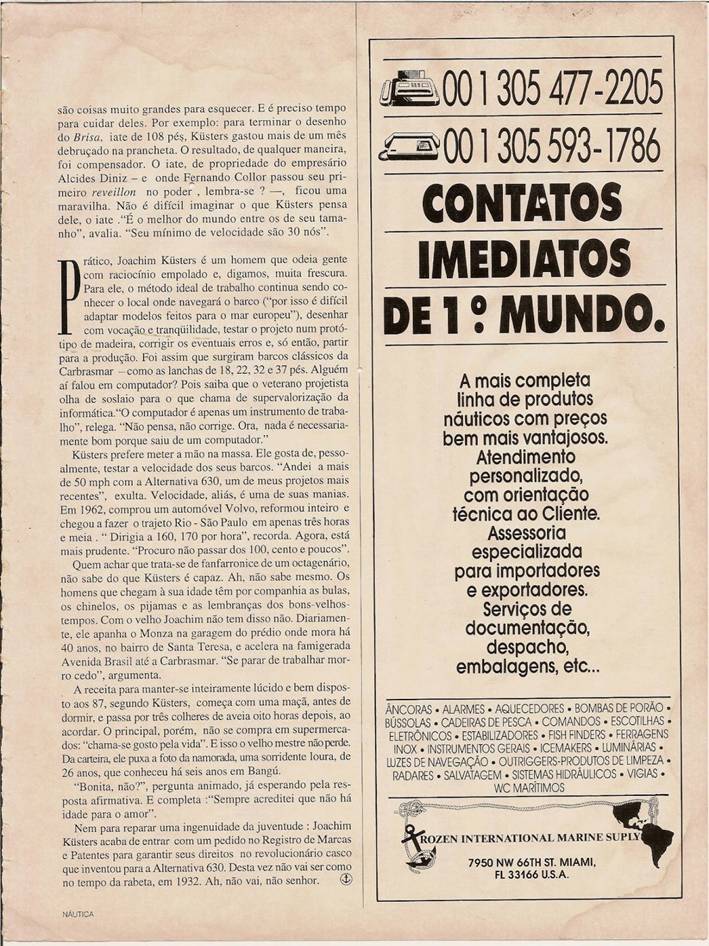 são coisas muito grandes para esquecer. E é preciso tempo
para cuidar deles. Por exemplo: para terminar o desenho
do Brisa, iate de 108 pés, Küsters gastou mais de um mês
debruçado na prancheta. O resultado, de qualquer maneira,
foi compensador. O iate, de propriedade do empresário
Alcides Diniz – e onde Fernando Collor passou seu pri-
meiro reveillon no poder , lembra-se ? —, ficou uma
maravilha. Não é difícil imaginar o que Küsters pensa
dele, o iate ."É o melhor do mundo entre os de seu tama-
nho", avalia. "Seu mínimo de velocidade são 30 nós".
Prático, Joachim Küsters é um homem que odeia gente
com raciocínio empolado e, digamos, muita frescura.
Para ele, o método ideal de trabalho continua sendo co-
nhecer o local onde navegará o barco ("por isso é difícil
adaptar modelos feitos para o mar europeu"), desenhar
com vocação e tranqüilidade, testar o projeto num protó-
tipo de madeira, corrigir os eventuais erros e, só então, partir
para a produção. Foi assim que surgiram barcos clássicos da
Carbrasmar – como as lanchas de 18, 22, 32 e 37 pés. Alguém
aí falou em computador? Pois saiba que o veterano projetista
olha de soslaio para o que chama de supervalorização da
informática."O computador é apenas um instrumento de traba-
lho", relega. "Não pensa, não corrige. Ora, nada é necessaria-
mente bom porque saiu de um computador."
Küsters prefere meter a mão na massa. Ele gosta de, pesso-
almente, testar a velocidade dos seus barcos. "Andei a mais
de 50 mph com a Alternativa 630, um de meus projetos mais
recentes", exulta. Velocidade, aliás, é uma de suas manias.
Em 1962, comprou um automóvel Volvo, reformou inteiro e
chegou a fazer o trajeto Rio - São Paulo em apenas três horas
e meia . " Dirigia a 160, 170 por hora", recorda. Agora, está
mais prudente. "Procuro não passar dos 100, cento e poucos".
Quem achar que trata-se de fanfarronice de um octagenário,
não sabe do que Küsters é capaz. Ah, não sabe mesmo. Os
homens que chegam à sua idade têm por companhia as bulas,
os chinelos, os pijamas e as lembranças dos bons-velhos-
tempos. Com o velho Joachim não tem disso não. Diariamen-
te, ele apanha o Monza na garagem do prédio onde mora há
40 anos, no bairro de Santa Teresa, e acelera na famigerada
Avenida Brasil até a Carbrasmar. "Se parar de trabalhar mor-
ro cedo", argumenta.
A receita para manter-se inteiramente lúcido e bem dispos-
to aos 87, segundo Küsters, começa com uma maçã, antes de
dormir, e passa por três colheres de aveia oito horas depois, ao
acordar. O principal, porém, não se compra em supermerca-
dos: "chama-se gosto pela vida". E isso o velho mestre não perde.
Da carteira, ele puxa a foto da namorada, uma sorridente loura, de
26 anos, que conheceu há seis anos em Bangú.
"Bonita, não?", pergunta animado, já esperando pela res-
posta afirmativa. E completa :"Sempre acreditei que não há
idade para o amor".
Nem para reparar uma ingenuidade da juventude : Joachim
Küsters acaba de entrar com um pedido no Registro de Marcas
e Patentes para garantir seus direitos no revolucionário casco
que inventou para a Alternativa 630. Desta vez não vai ser como
no tempo da rabeta, em 1932. Ah, não vai, não senhor.
NÁUTICA
00 1 305 477-2205
00 1 305 593-1786
CONTATOS
IMEDIATOS
DE 1º MUNDO.
A mais completa
linha de produtos
náuticos com preços
bem mais vantajosos.
Atendimento
personalizado,
com orientação
técnica ao Cliente.
Assessoria
especializada
para importadores
e exportadores.
Serviços de
documentação,
despacho,
embalagens, etc...
ÂNCORAS • ALARMES • AQUECEDORES • BOMBAS DE PORÃO •
BÚSSOLAS • CADEIRAS DE PESCA • COMANDOS • ESCOTILHAS •
ELETRÔNICOS • ESTABILIZADORES • FISH FINDERS • FERRAGENS
INOX • INSTRUMENTOS GERAIS • ICEMAKERS • LUMINÁRIAS •
LUZES DE NAVEGAÇÃO • OUTRIGGERS-PRODUTOS DE LIMPEZA •
RADARES • SALVATAGEM • SISTEMAS HIDRÁULICOS • VIGIAS •
WC MARÍTIMOS
ROZEN INTERNATIONAL MARINE SUPLY
7950 NW 66TH ST. MIAMI,
FL 33166 U.S.A.